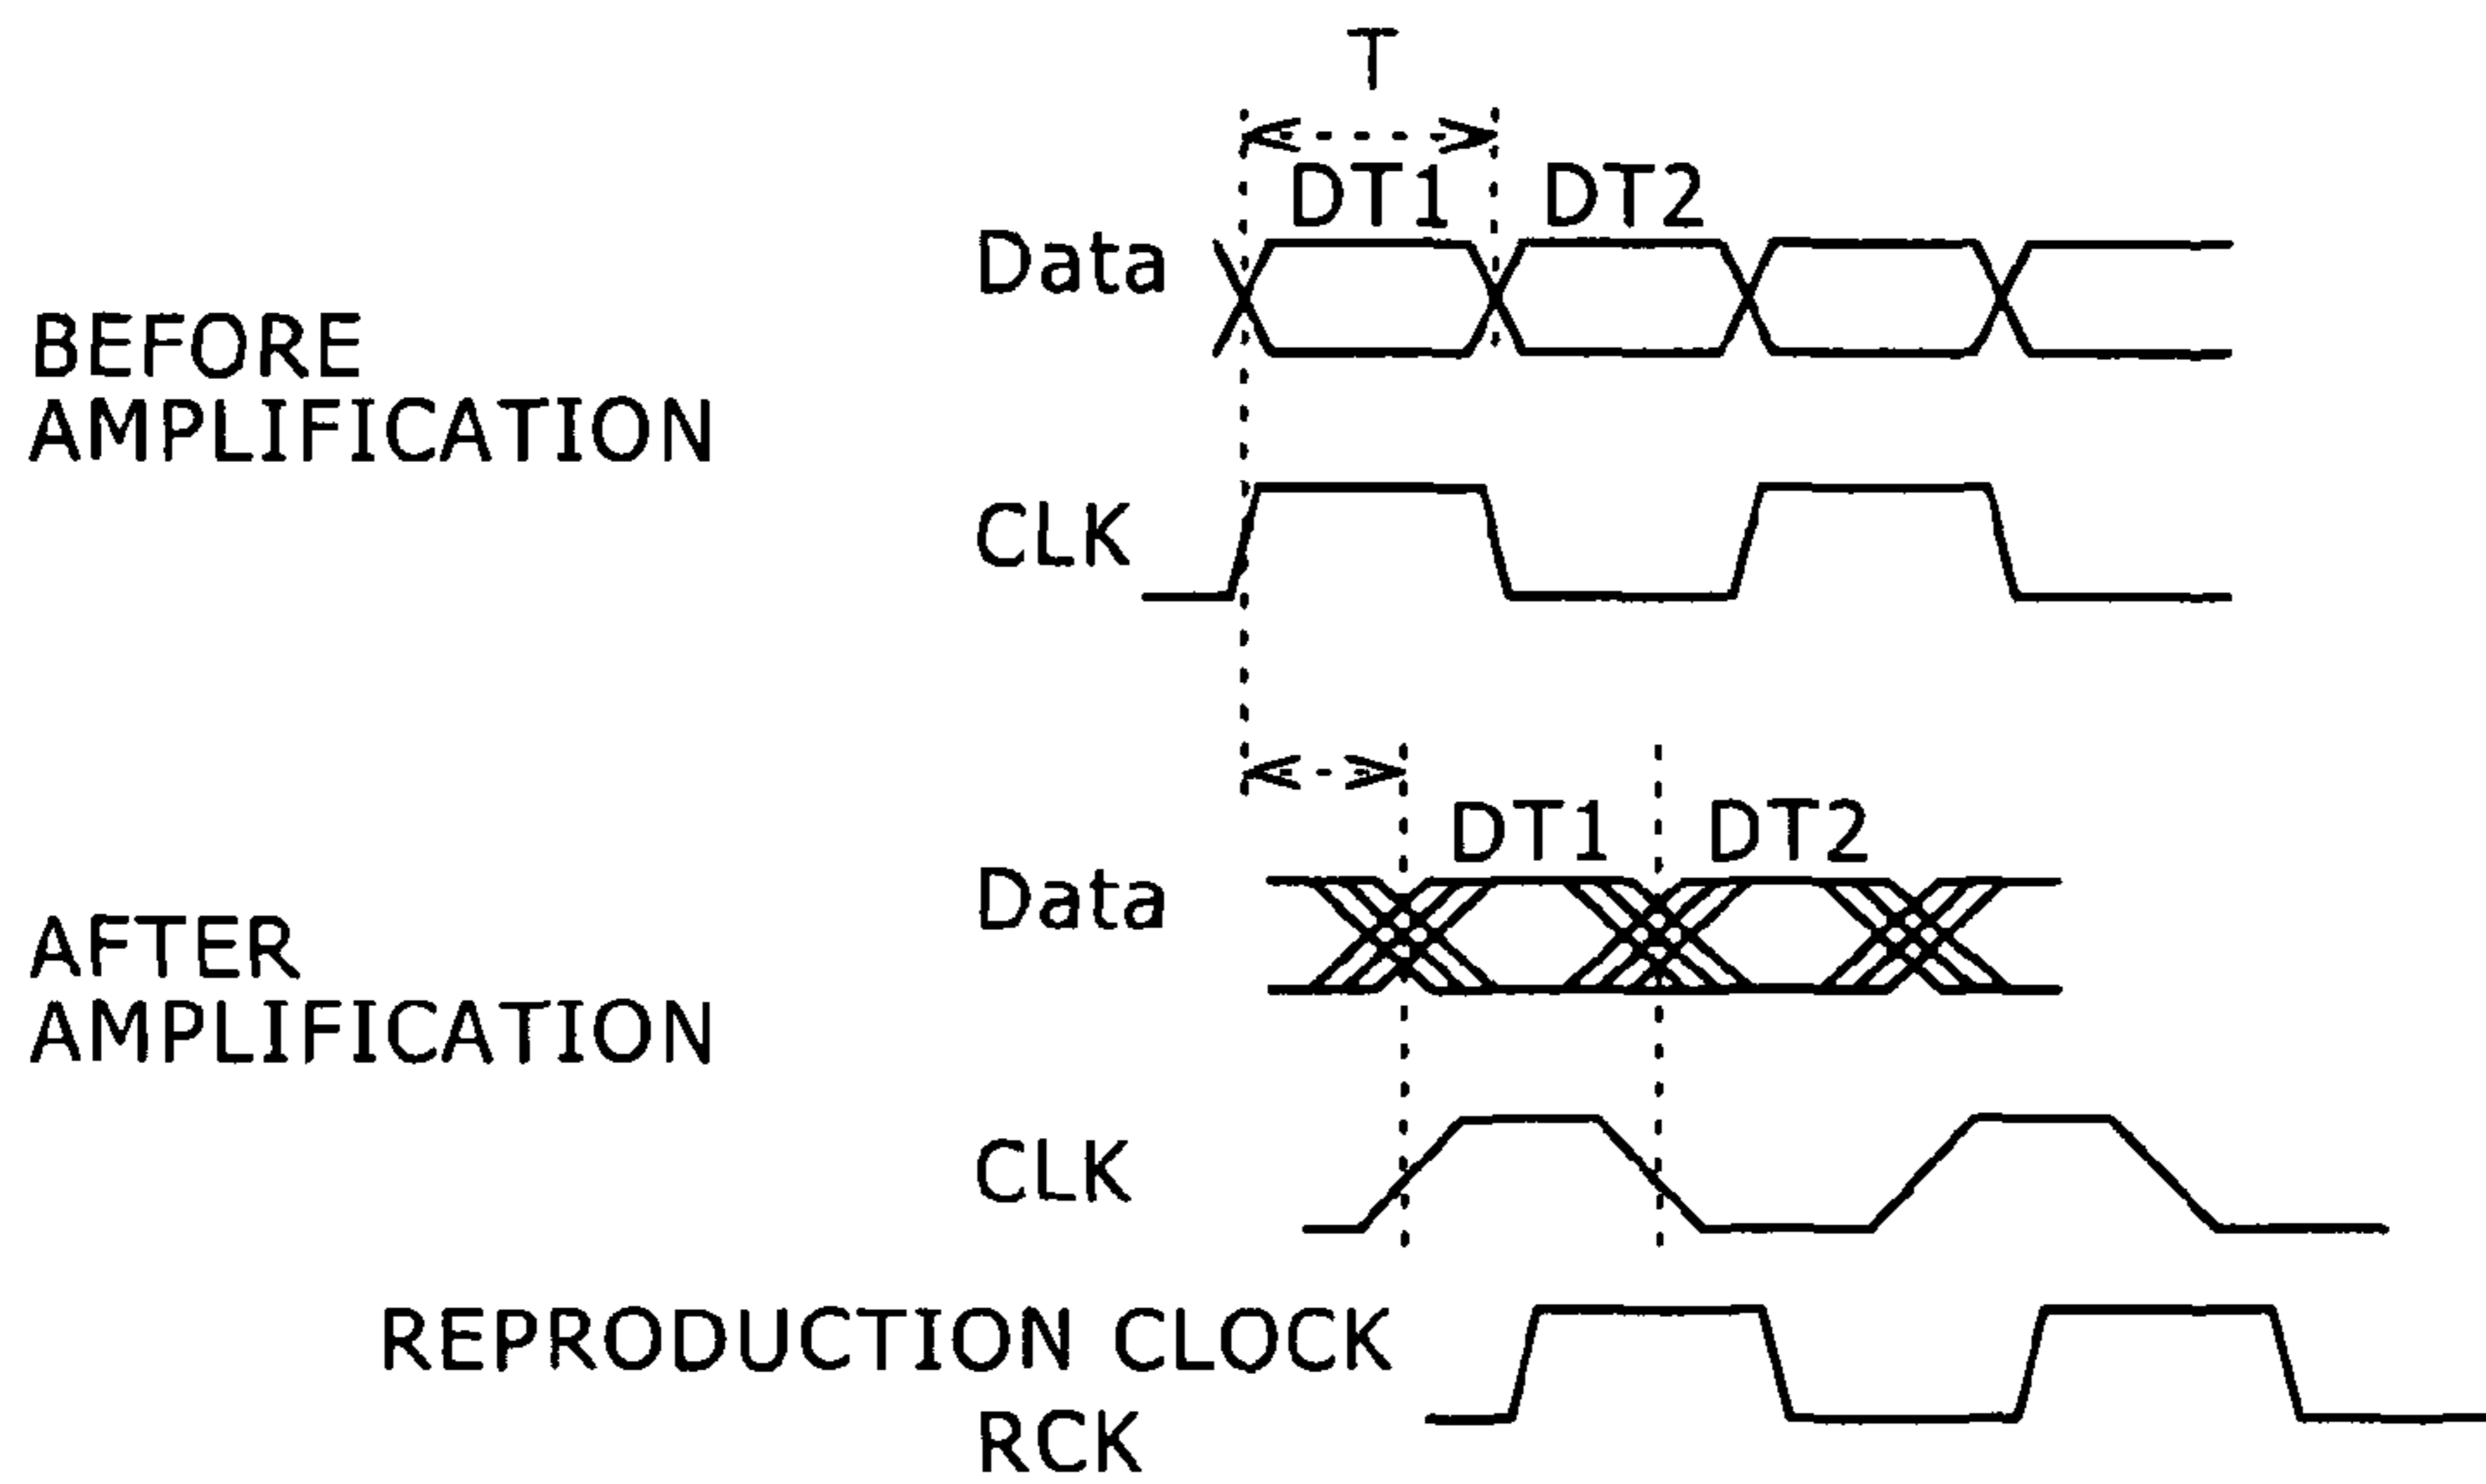 T
DT1 DT2
Data
BEFORE
AMPLIFICATION
CLK
DT1 DT2
Data
AFTER
AMPLIFICATION
CLK
REPRODUCTION CLOCK
RCK